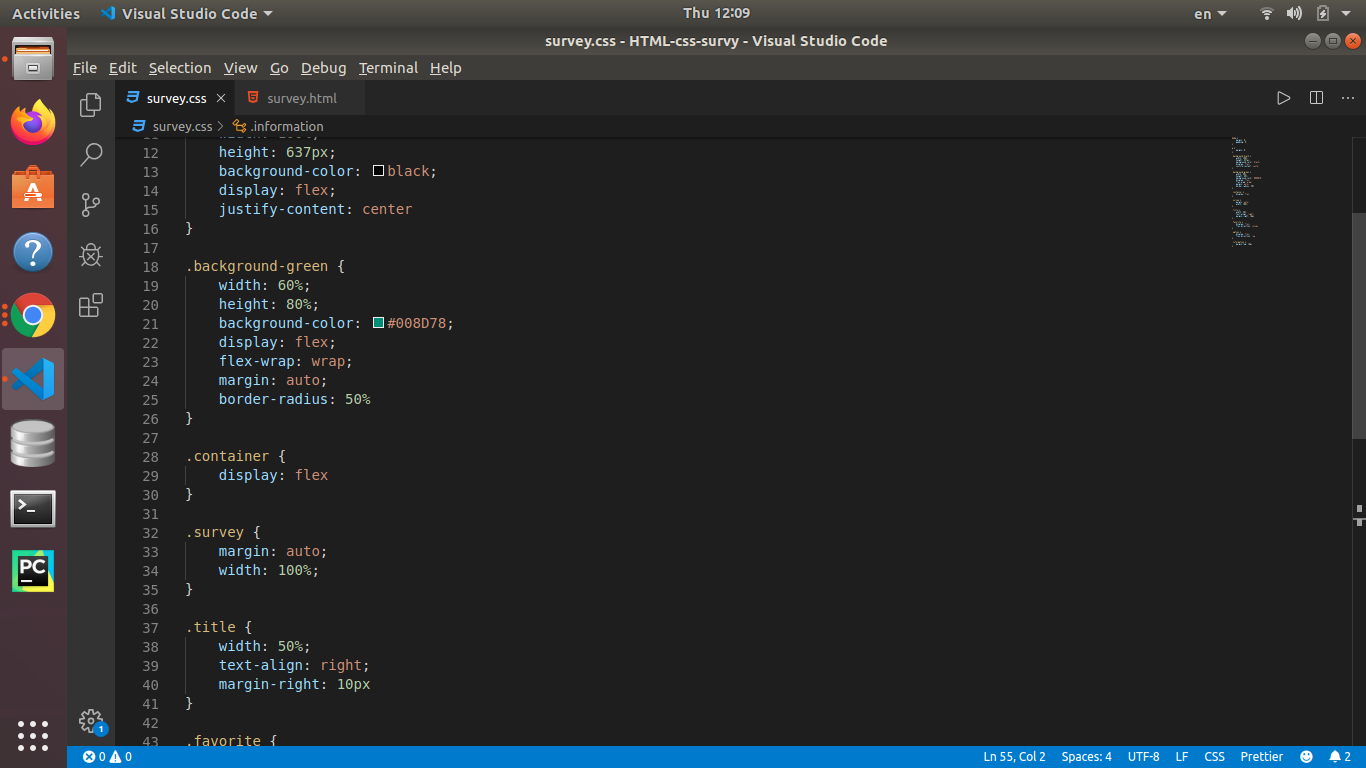 Activities
Visual Studio Code
Thu 12:09
en
survey.css - HTML-css-survy - Visual Studio Code
File Edit Selection View Go Debug Terminal Help
survey.css
survey.html
survey.css > .information
12 height: 637px;
13 background-color: black;
14 display: flex;
15 justify-content: center
16 }
17
18 .background-green {
19 width: 60%;
20 height: 80%;
21 background-color: #008D78;
22 display: flex;
23 flex-wrap: wrap;
24 margin: auto;
25 border-radius: 50%
26 }
27
28 .container {
29 display: flex
30 }
31
32 .survey {
33 margin: auto;
34 width: 100%;
35 }
36
37 .title {
38 width: 50%;
39 text-align: right;
40 margin-right: 10px
41 }
42
43 .favorite {
PC
1
0 0
Ln 55, Col 2
Spaces: 4
UTF-8
LF
CSS
Prettier
2